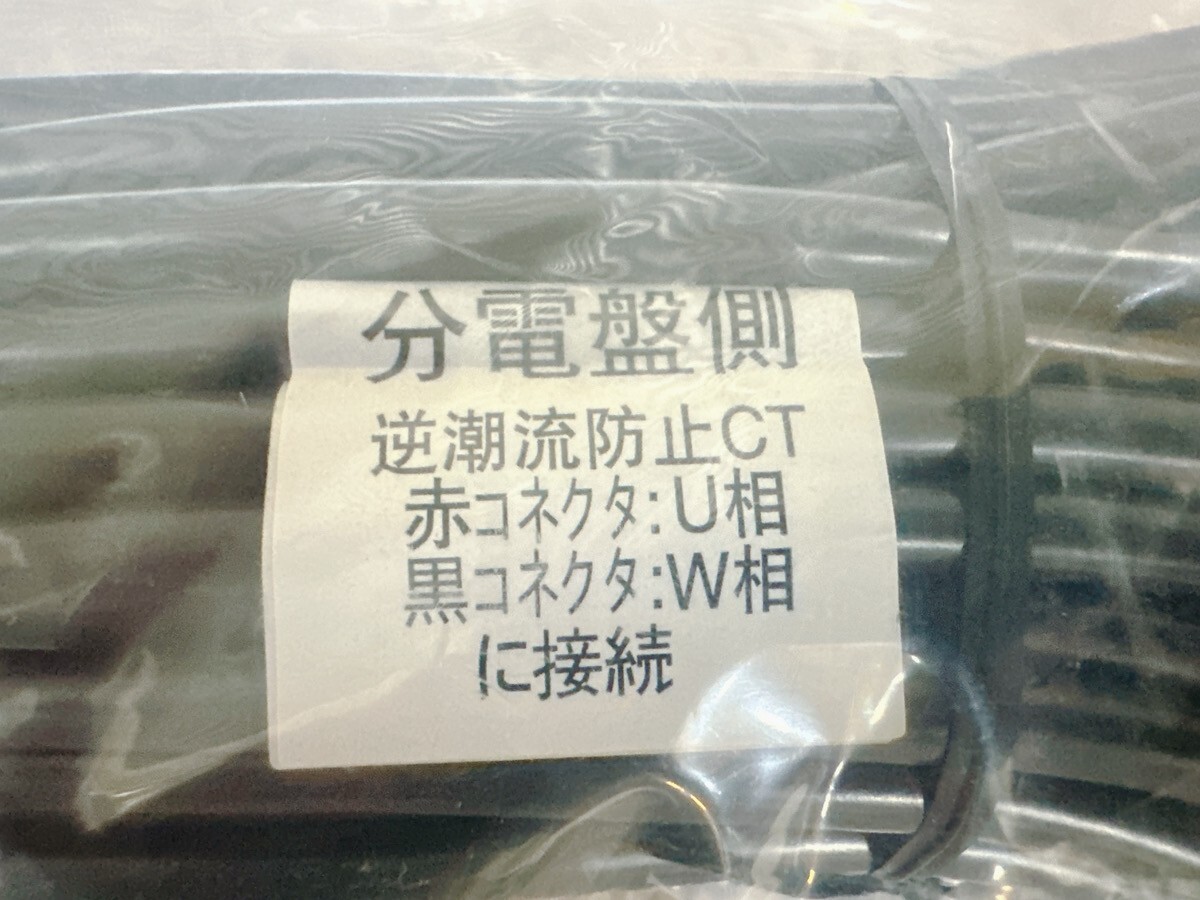 分電盤側
逆潮流防止CT
赤コネクタ:U相
黒コネクタ:W相
に接続